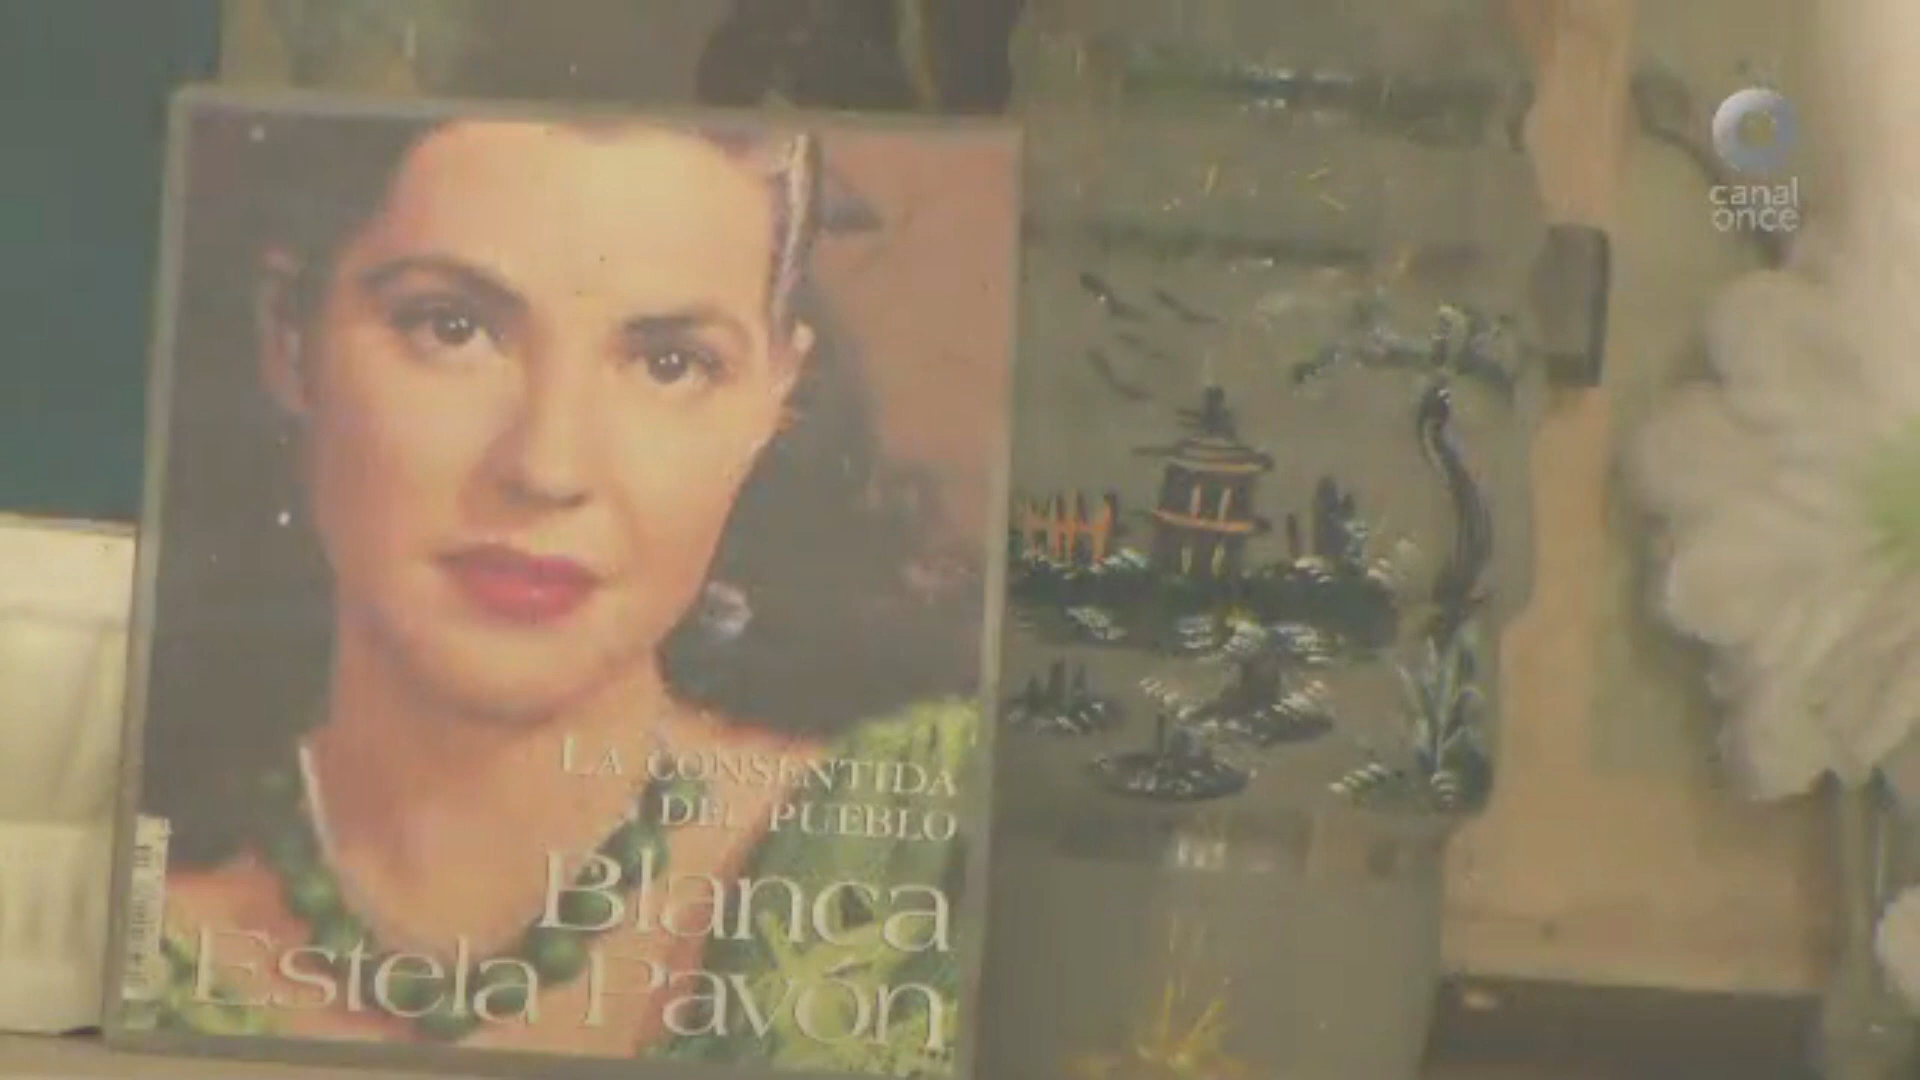 canal
once
LA CONSENTIDA
DEL PUEBLO
Blanca
Estela Pavón